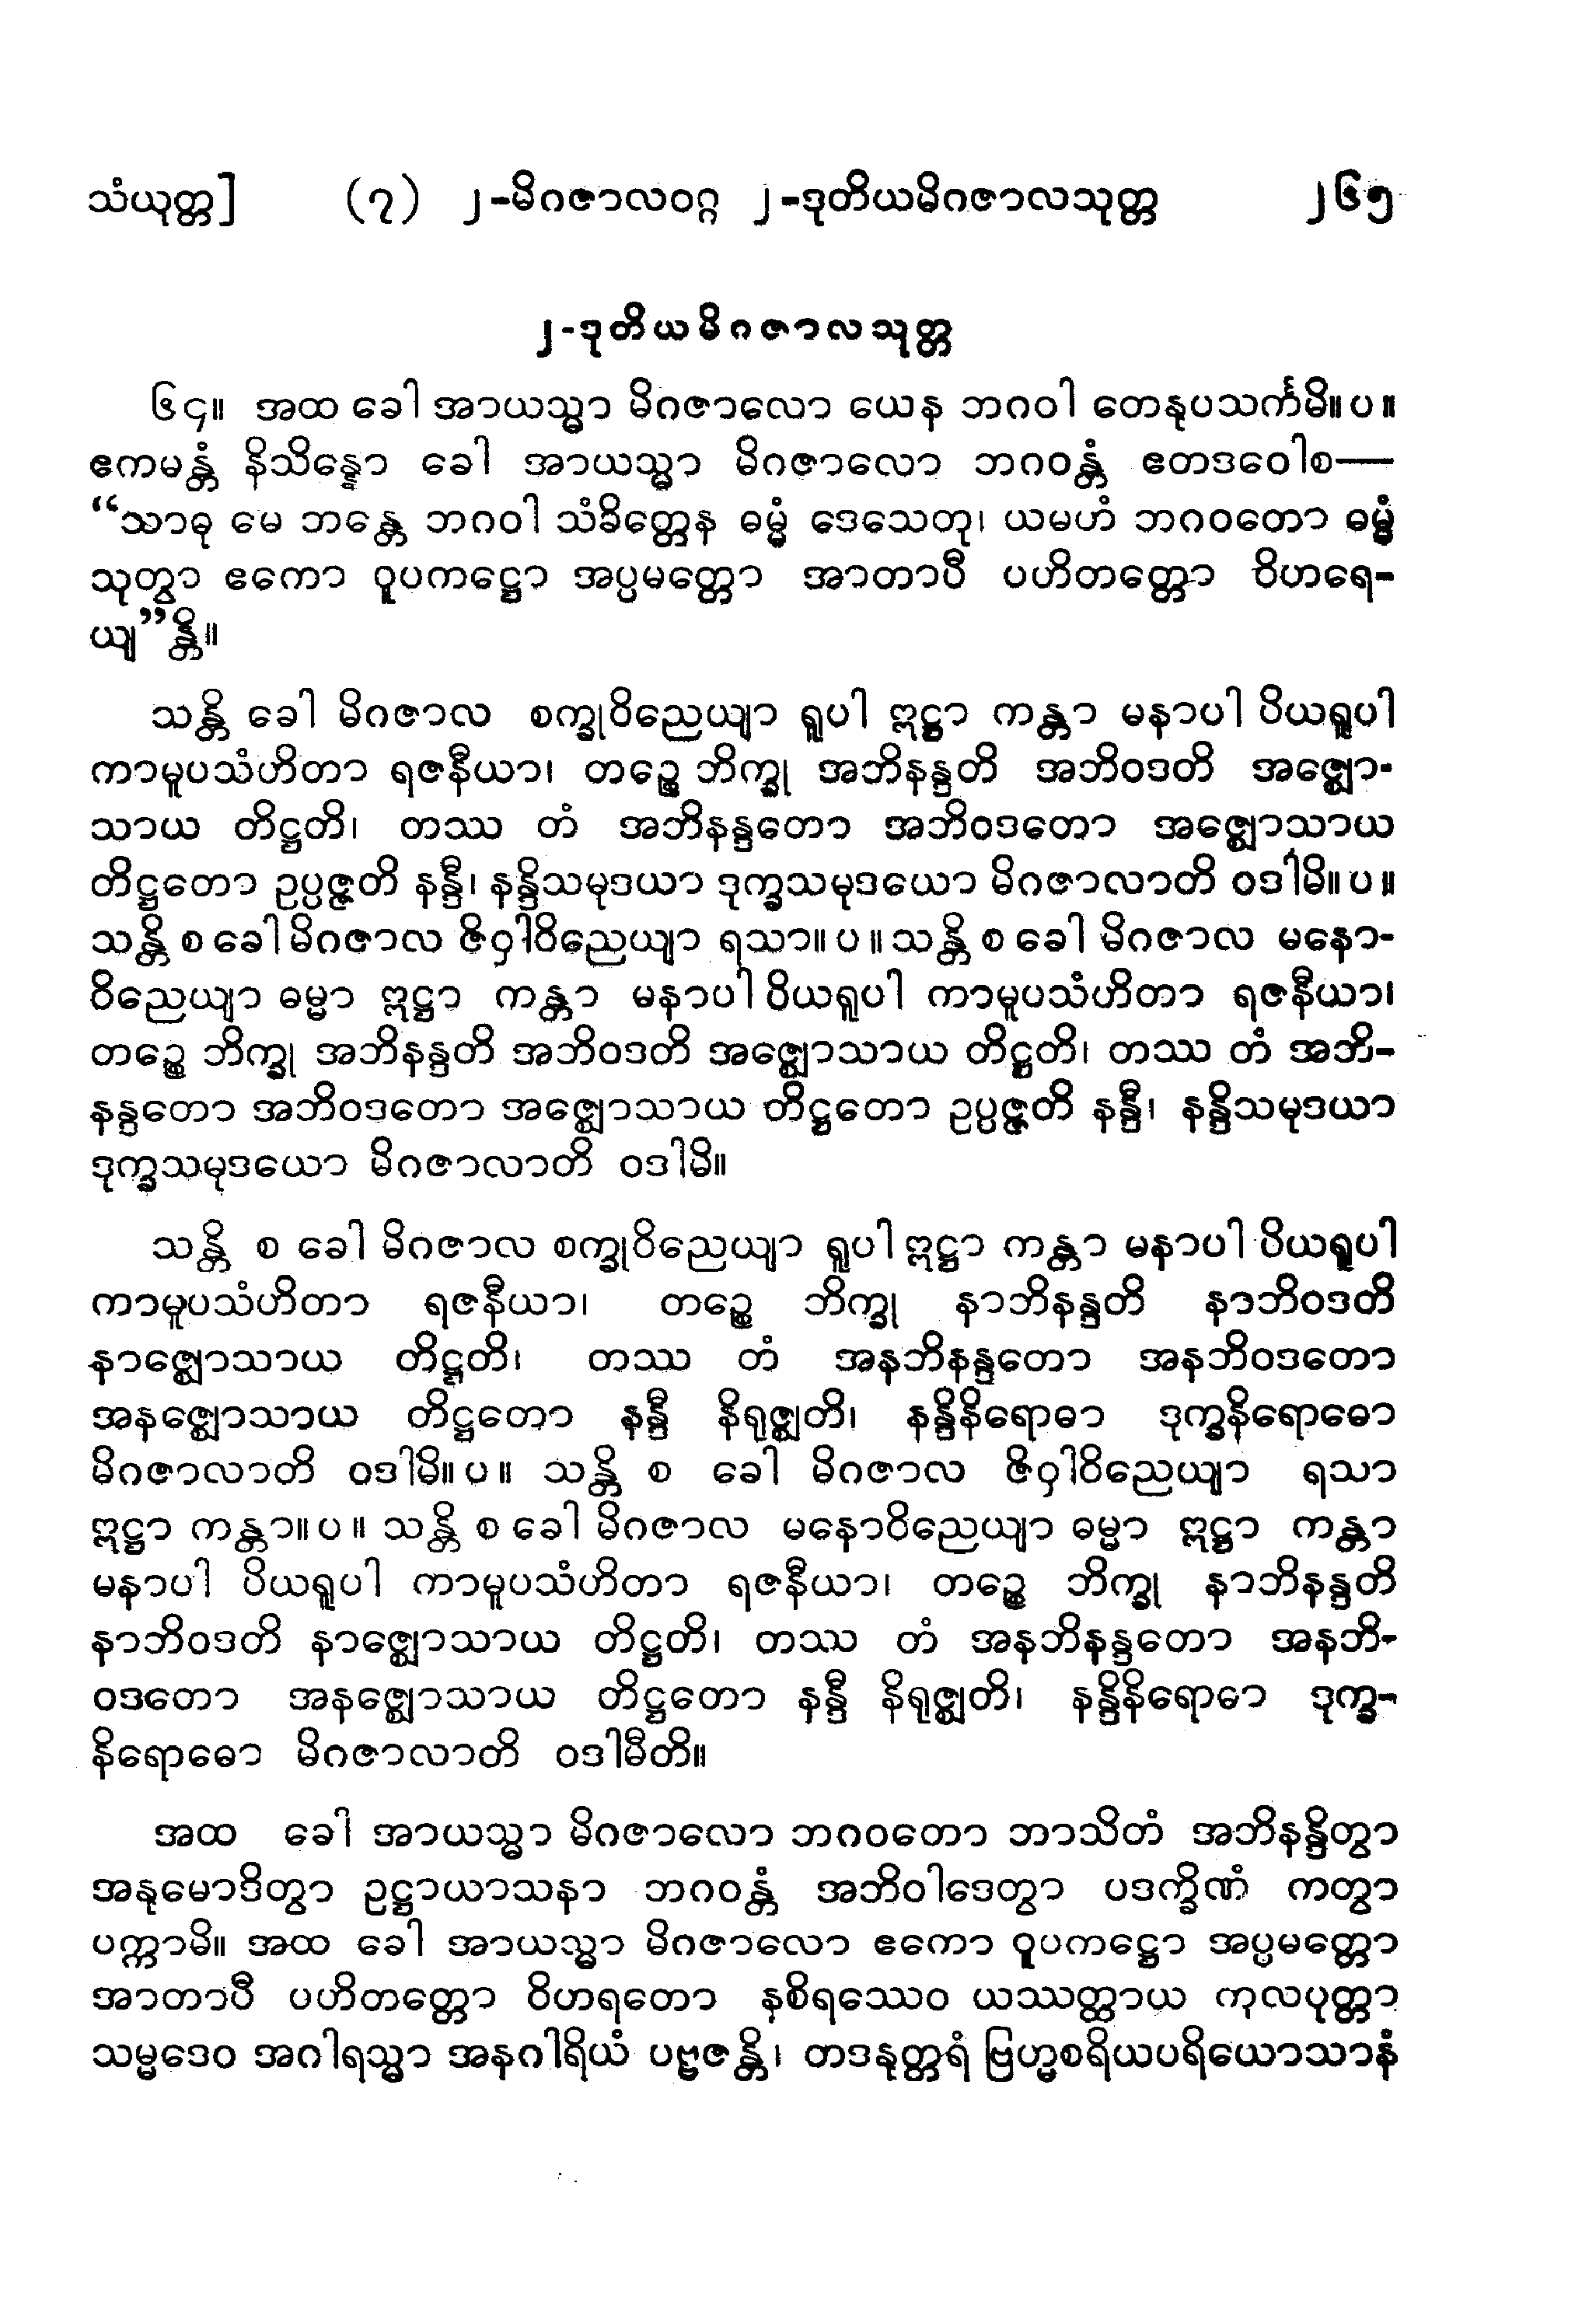 သံယုတ္တ] (၇) ၂-မိဂဇာလဝဂ္ဂ ၂-ဒုတိယမိဂဇာလသုတ္တ ၂၆၅
၂-ဒုတိယမိဂဇာလသုတ္တ
၆၄။ အထ ခေါ အာယသ္မာ မိဂဇာလော ယေန ဘဂဝါ တေနုပသင်္ကမိ။ပ။
ဧကမန္တံ နိသိန္နော ခေါ အာယသ္မာ မိဂဇာလော ဘဂဝန္တံ ဧတဒဝေါစ—
“သာဓု မေ ဘန္တေ ဘဂဝါ သံခိတ္တေန ဓမ္မံ ဒေသေတု၊ ယမဟံ ဘဂဝတော ဓမ္မံ
သုတွာ ဧကော ဝူပကဋ္ဌော အပ္ပမတ္တော အာတာပီ ပဟိတတ္တော ဝိဟရေ-
ယျ”န္တိ။
သန္တိ ခေါ မိဂဇာလ စက္ခုဝိညေယျာ ရူပါ ဣဋ္ဌာ ကန္တာ မနာပါ ပိယရူပါ
ကာမူပသံဟိတာ ရဇနီယာ၊ တဉ္စေ ဘိက္ခု အဘိနန္ဒတိ အဘိဝဒတိ အဇ္ဈော-
သာယ တိဋ္ဌတိ၊ တဿ တံ အဘိနန္ဒတော အဘိဝဒတော အဇ္ဈောသာယ
တိဋ္ဌတော ဥပ္ပဇ္ဇတိ နန္ဒီ၊ နန္ဒိသမုဒယာ ဒုက္ခသမုဒယော မိဂဇာလာတိ ဝဒါမိ။ပ။
သန္တိ စ ခေါ မိဂဇာလ ဇိဝှါဝိညေယျာ ရသာ။ပ။ သန္တိ စ ခေါ မိဂဇာလ မနော-
ဝိညေယျာ ဓမ္မာ ဣဋ္ဌာ ကန္တာ မနာပါ ပိယရူပါ ကာမူပသံဟိတာ ရဇနီယာ၊
တဉ္စေ ဘိက္ခု အဘိနန္ဒတိ အဘိဝဒတိ အဇ္ဈောသာယ တိဋ္ဌတိ၊ တဿ တံ အဘိ-
နန္ဒတော အဘိဝဒတော အဇ္ဈောသာယ တိဋ္ဌတော ဥပ္ပဇ္ဇတိ နန္ဒီ၊ နန္ဒိသမုဒယာ
ဒုက္ခသမုဒယော မိဂဇာလာတိ ဝဒါမိ။
သန္တိ စ ခေါ မိဂဇာလ စက္ခုဝိညေယျာ ရူပါ ဣဋ္ဌာ ကန္တာ မနာပါ ပိယရူပါ
ကာမူပသံဟိတာ ရဇနီယာ၊ တဉ္စေ ဘိက္ခု နာဘိနန္ဒတိ နာဘိဝဒတိ
နာဇ္ဈောသာယ တိဋ္ဌတိ၊ တဿ တံ အနဘိနန္ဒတော အနဘိဝဒတော
အနဇ္ဈောသာယ တိဋ္ဌတော နန္ဒီ နိရုဇ္ဈတိ၊ နန္ဒိနိရောဓာ ဒုက္ခနိရောဓော
မိဂဇာလာတိ ဝဒါမိ။ပ။ သန္တိ စ ခေါ မိဂဇာလ ဇိဝှါဝိညေယျာ ရသာ
ဣဋ္ဌာ ကန္တာ။ပ။ သန္တိ စ ခေါ မိဂဇာလ မနောဝိညေယျာ ဓမ္မာ ဣဋ္ဌာ ကန္တာ
မနာပါ ပိယရူပါ ကာမူပသံဟိတာ ရဇနီယာ၊ တဉ္စေ ဘိက္ခု နာဘိနန္ဒတိ
နာဘိဝဒတိ နာဇ္ဈောသာယ တိဋ္ဌတိ၊ တဿ တံ အနဘိနန္ဒတော အနဘိ-
ဝဒတော အနဇ္ဈောသာယ တိဋ္ဌတော နန္ဒီ နိရုဇ္ဈတိ၊ နန္ဒိနိရောဓာ ဒုက္ခ-
နိရောဓော မိဂဇာလာတိ ဝဒါမီတိ။
အထ ခေါ အာယသ္မာ မိဂဇာလော ဘဂဝတော ဘာသိတံ အဘိနန္ဒိတွာ
အနုမောဒိတွာ ဥဋ္ဌာယာသနာ ဘဂဝန္တံ အဘိဝါဒေတွာ ပဒက္ခိဏံ ကတွာ
ပက္ကာမိ။ အထ ခေါ အာယသ္မာ မိဂဇာလော ဧကော ဝူပကဋ္ဌော အပ္ပမတ္တော
အာတာပီ ပဟိတတ္တော ဝိဟရတော နစိရဿေဝ ယဿတ္ထာယ ကုလပုတ္တာ
သမ္မဒေဝ အဂါရသ္မာ အနဂါရိယံ ပဗ္ဗဇန္တိ၊ တဒနုတ္တရံ ဗြဟ္မစရိယပရိယောသာနံ